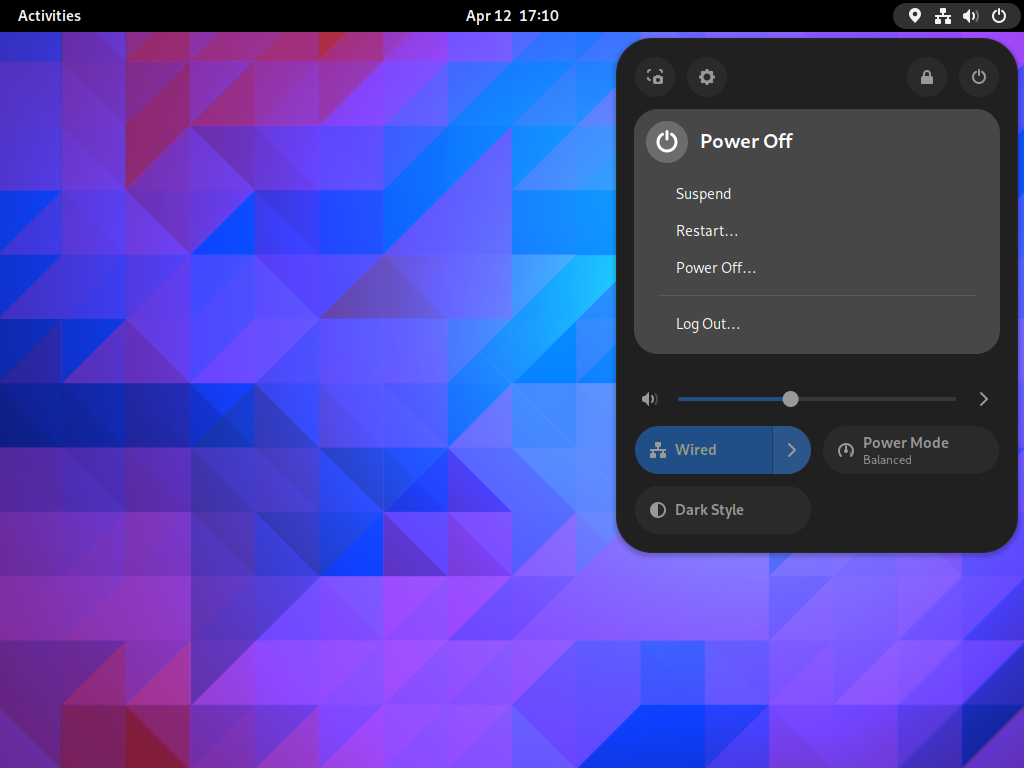 Activities
Apr 12 17:10
Power Off
Suspend
Restart…
Power Off…
Log Out…
Wired
Power Mode
Balanced
Dark Style